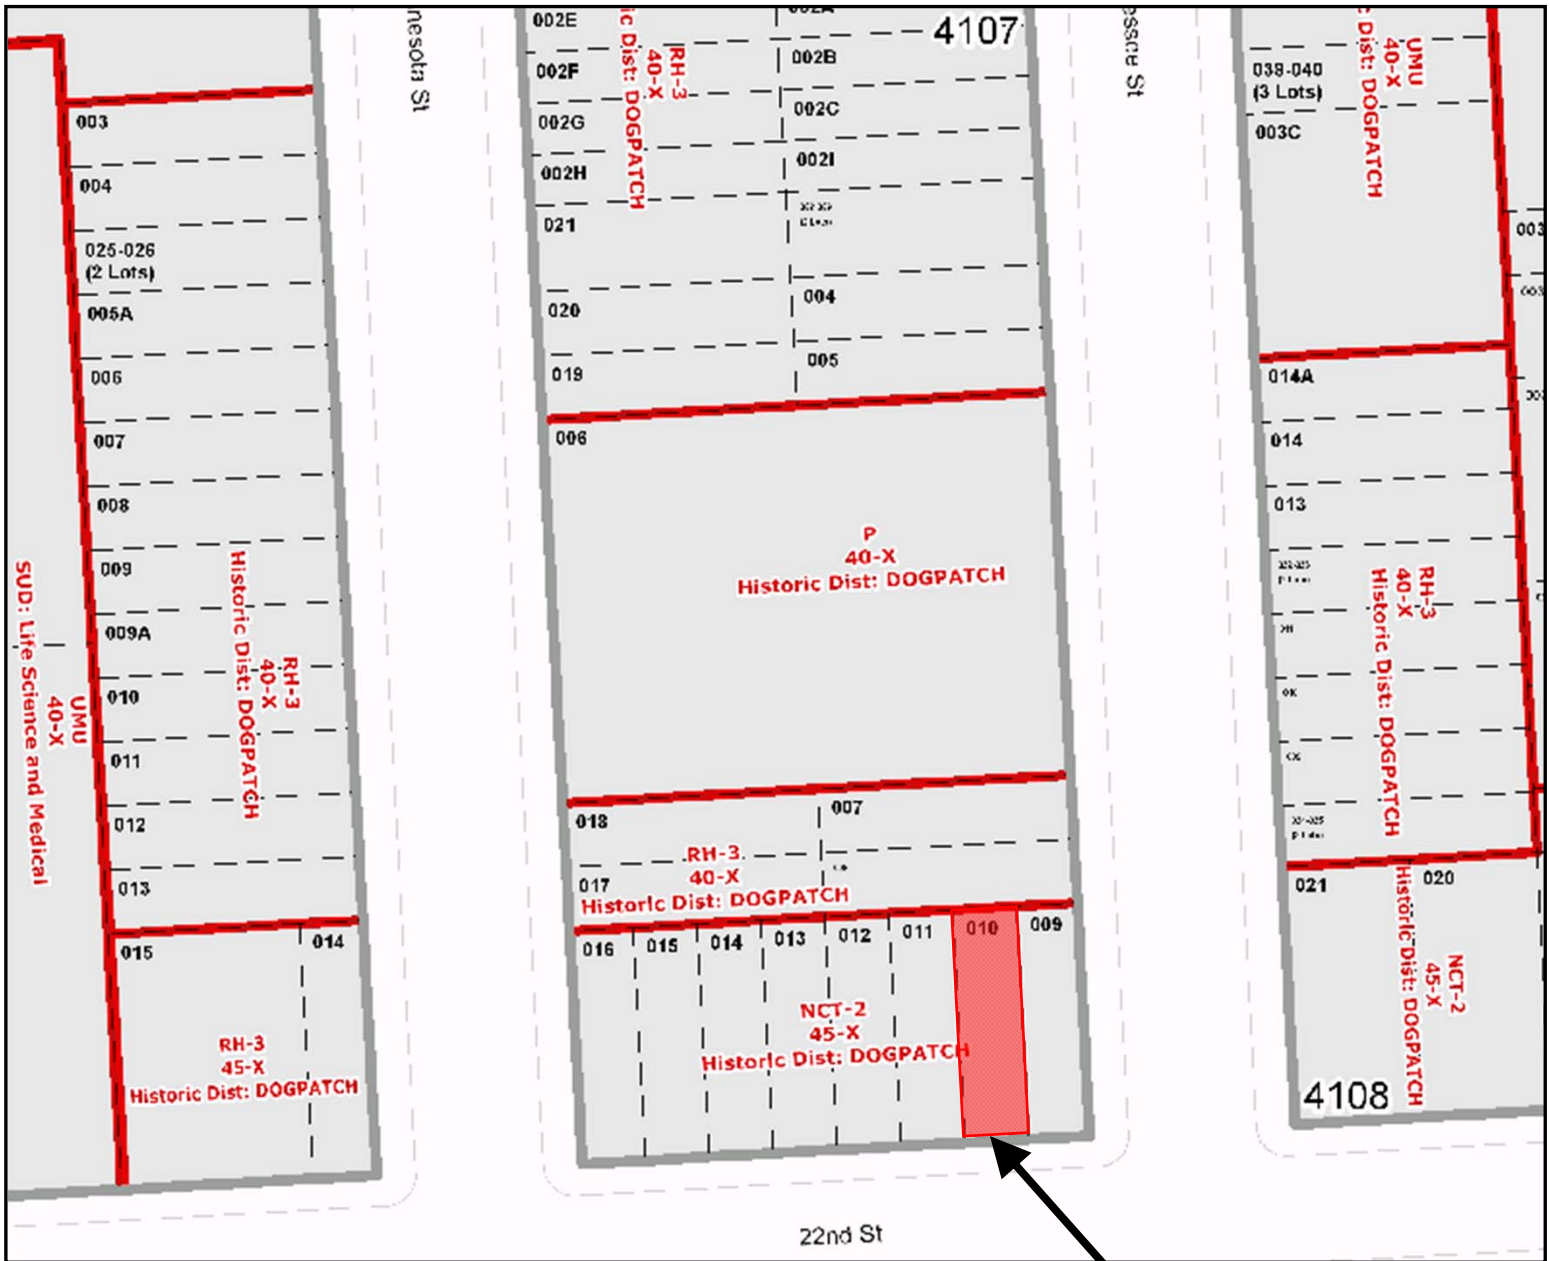 003
004
025-026
(2 Lots)
005A
006
007
008
009
009A
010
011
012
013
015
014
SUD: Life Science and Medical
UMU
40-X
RH-3
40-X
Historic Dist: DOGPATCH
RH-3
45-X
Historic Dist: DOGPATCH
nesota St
002E
002F
002G
002H
021
020
019
4107
002B
002C
002I
004
005
RH-3
40-X
ic Dist: DOGPATCH
006
P
40-X
Historic Dist: DOGPATCH
018
007
017
RH-3
40-X
Historic Dist: DOGPATCH
016
015
014
013
012
011
010
009
NCT-2
45-X
Historic Dist: DOGPATCH
22nd St
essee St
038-040
(3 Lots)
003C
UMU
40-X
c Dist: DOGPATCH
003
003
014A
014
013
RH-3
40-X
Historic Dist: DOGPATCH
021
020
NCT-2
45-X
Historic Dist: DOGPATCH
4108